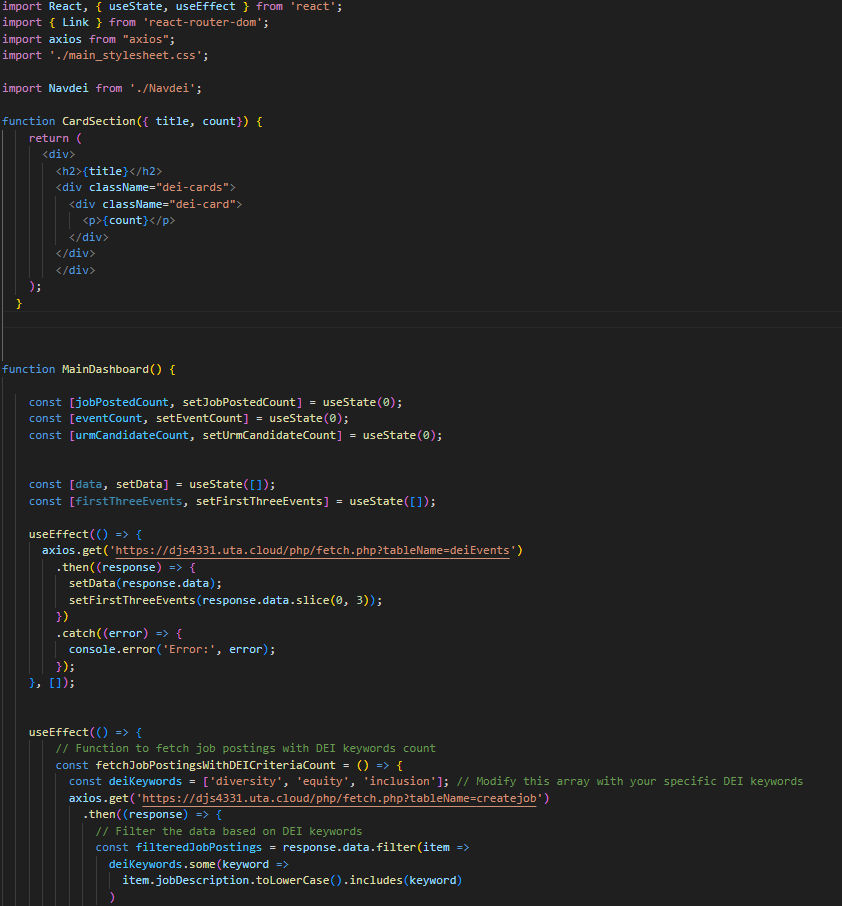 import React, { useState, useEffect } from 'react';
import { Link } from 'react-router-dom';
import axios from "axios";
import './main_stylesheet.css';
import Navdei from './Navdei';
function CardSection({ title, count}) {
return (
<div>
<h2>{title}</h2>
<div className="dei-cards">
<div className="dei-card">
<p>{count}</p>
</div>
</div>
</div>
);
}
function MainDashboard() {
const [jobPostedCount, setJobPostedCount] = useState(0);
const [eventCount, setEventCount] = useState(0);
const [urmCandidateCount, setUrmCandidateCount] = useState(0);
const [data, setData] = useState([]);
const [firstThreeEvents, setFirstThreeEvents] = useState([]);
useEffect(() => {
axios.get('https://djs4331.uta.cloud/php/fetch.php?tableName=deiEvents')
.then((response) => {
setData(response.data);
setFirstThreeEvents(response.data.slice(0, 3));
})
.catch((error) => {
console.error('Error:', error);
});
}, []);
useEffect(() => {
// Function to fetch job postings with DEI keywords count
const fetchJobPostingsWithDEICriteriaCount = () => {
const deiKeywords = ['diversity', 'equity', 'inclusion']; // Modify this array with your specific DEI keywords
axios.get('https://djs4331.uta.cloud/php/fetch.php?tableName=createjob')
.then((response) => {
// Filter the data based on DEI keywords
const filteredJobPostings = response.data.filter(item =>
deiKeywords.some(keyword =>
item.jobDescription.toLowerCase().includes(keyword)
)